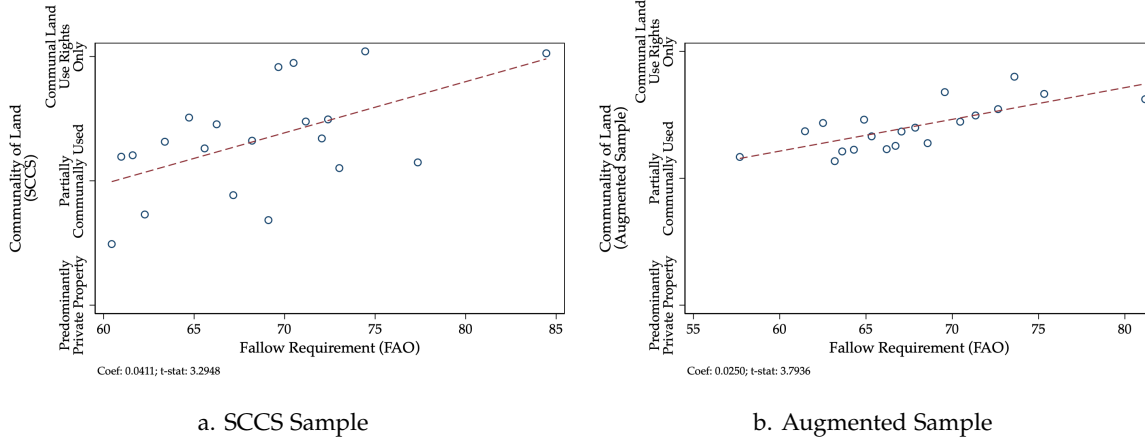 Communality of Land
(SCCS)
Communal Land
Use Rights
Only
Partially
Communally Used
Predominantly
Private Property
60 65 70 75 80 85
Fallow Requirement (FAO)
Coef: 0.0411; t-stat: 3.2948
a. SCCS Sample
Communality of Land
(Augmented Sample)
Communal Land
Use Rights
Only
Partially
Communally Used
Predominantly
Private Property
55 60 65 70 75 80
Fallow Requirement (FAO)
Coef: 0.0250; t-stat: 3.7936
b. Augmented Sample